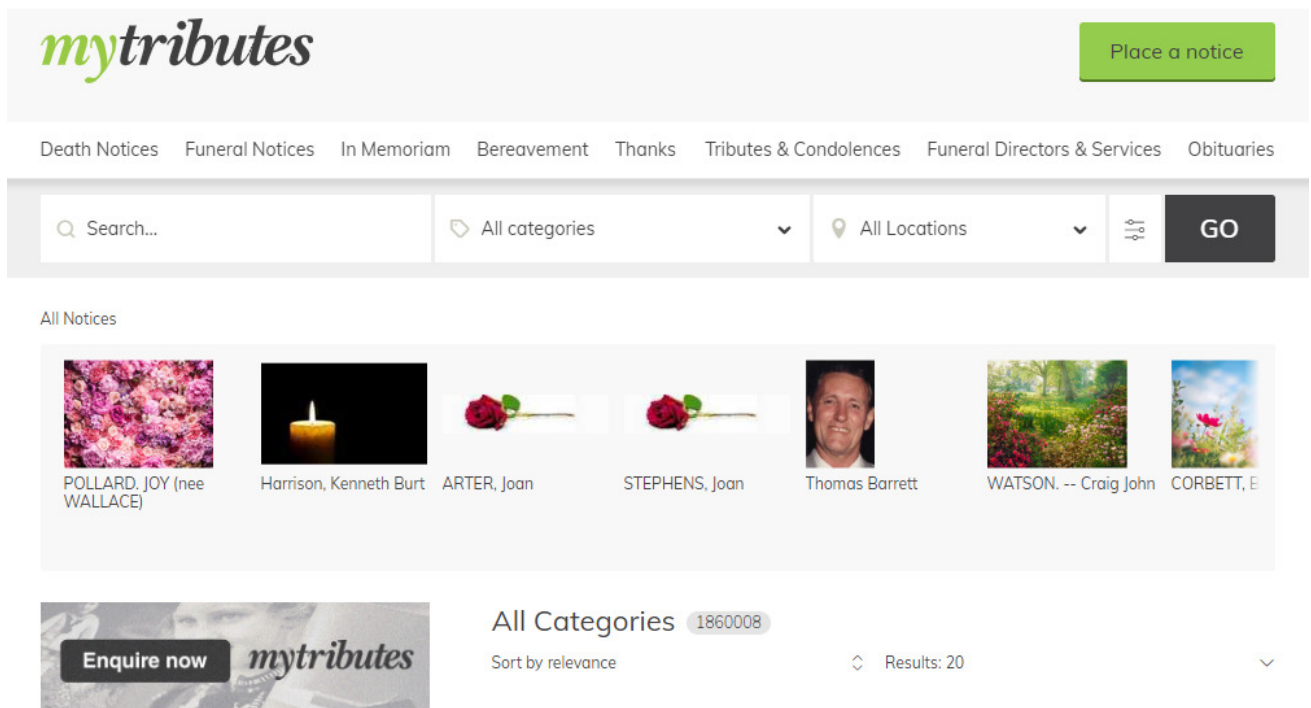 mytributes
Place a notice
Death Notices Funeral Notices In Memoriam Bereavement Thanks Tributes & Condolences Funeral Directors & Services Obituaries
Search...
All categories
All Locations
GO
All Notices
POLLARD. JOY (nee
WALLACE)
Harrison, Kenneth Burt
ARTER, Joan
STEPHENS, Joan
Thomas Barrett
WATSON. -- Craig John
CORBETT, E
Enquire now
mytributes
All Categories 1860008
Sort by relevance
Results: 20